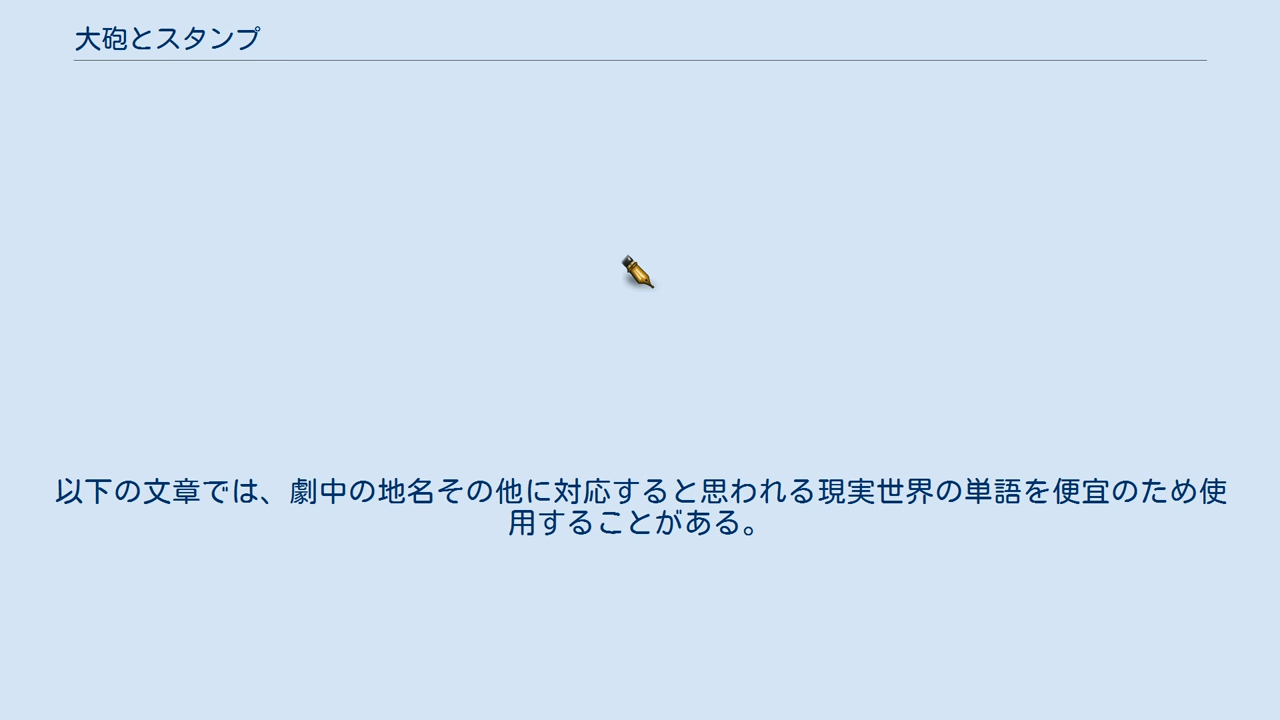 大砲とスタンプ
以下の文章では、劇中の地名その他に対応すると思われる現実世界の単語を便宜のため使
用することがある。